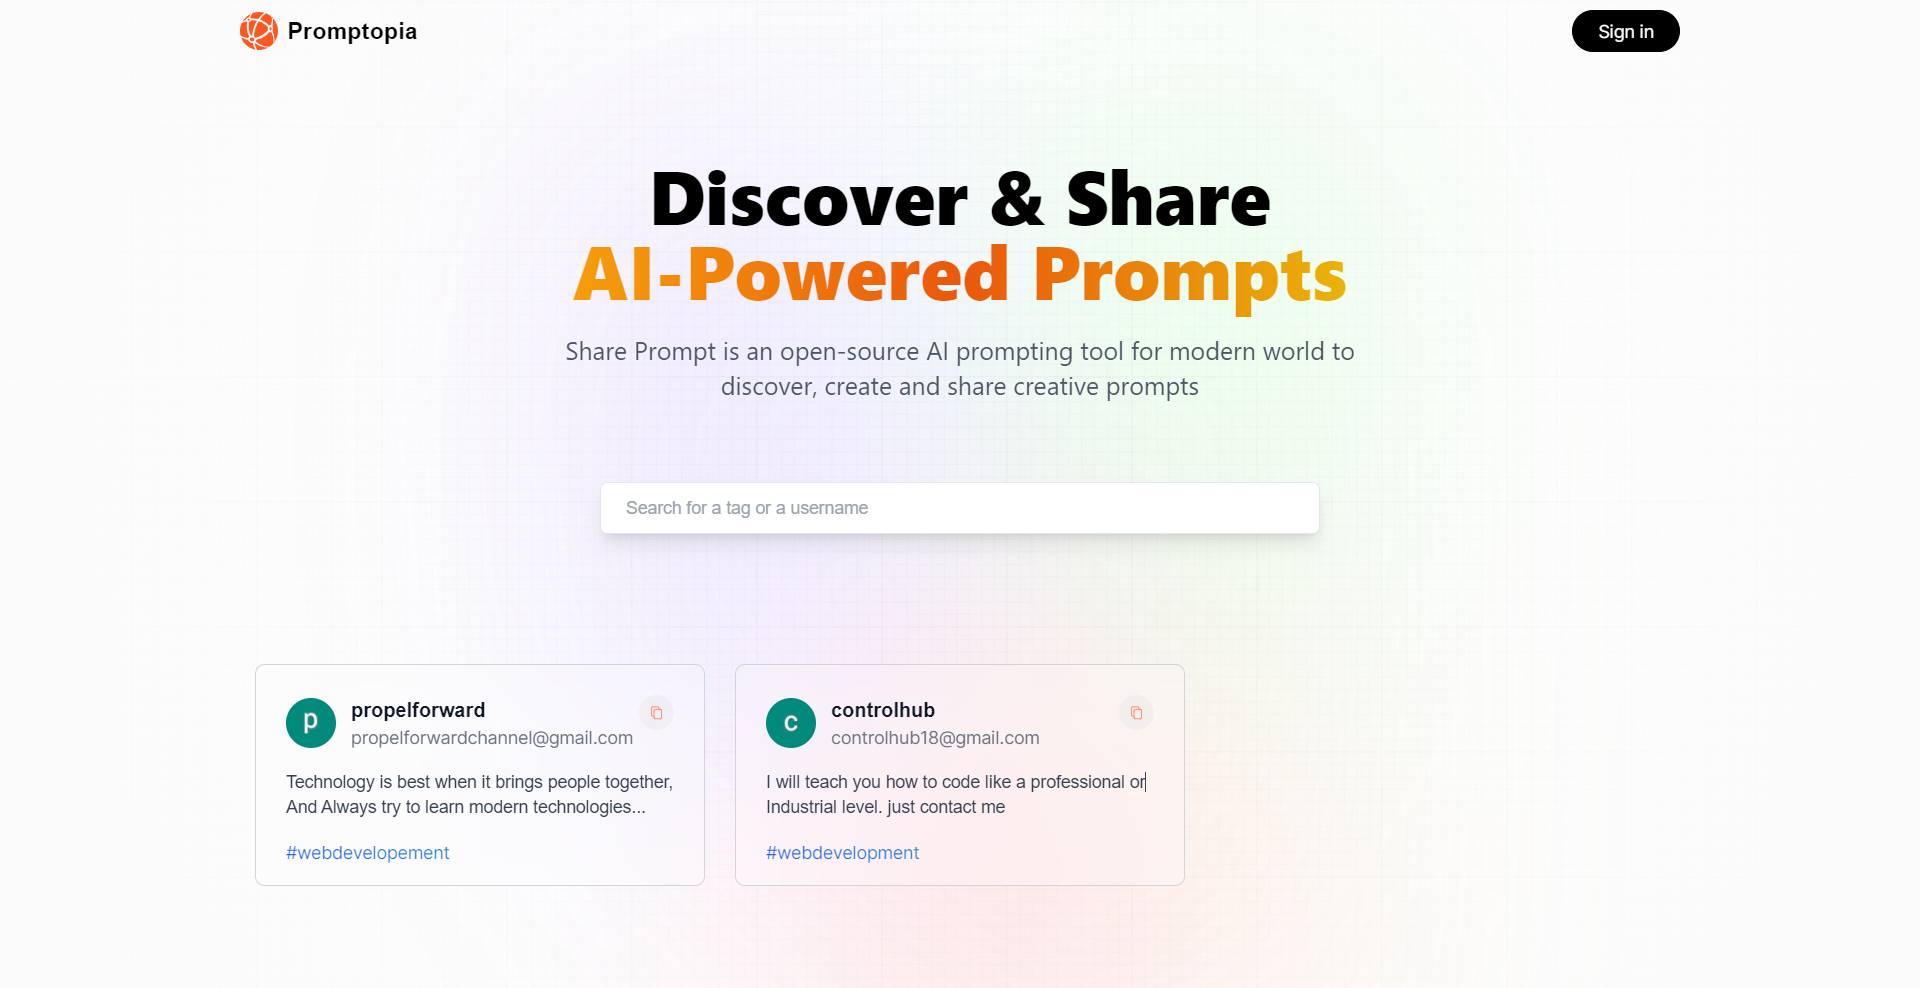 Promptopia
Sign in
Discover & Share
AI-Powered Prompts
Share Prompt is an open-source AI prompting tool for modern world to
discover, create and share creative prompts
Search for a tag or a username
p
propelforward
propelforwardchannel@gmail.com
Technology is best when it brings people together,
And Always try to learn modern technologies...
#webdevelopement
c
controlhub
controlhub18@gmail.com
I will teach you how to code like a professional or
Industrial level. just contact me
#webdevelopment